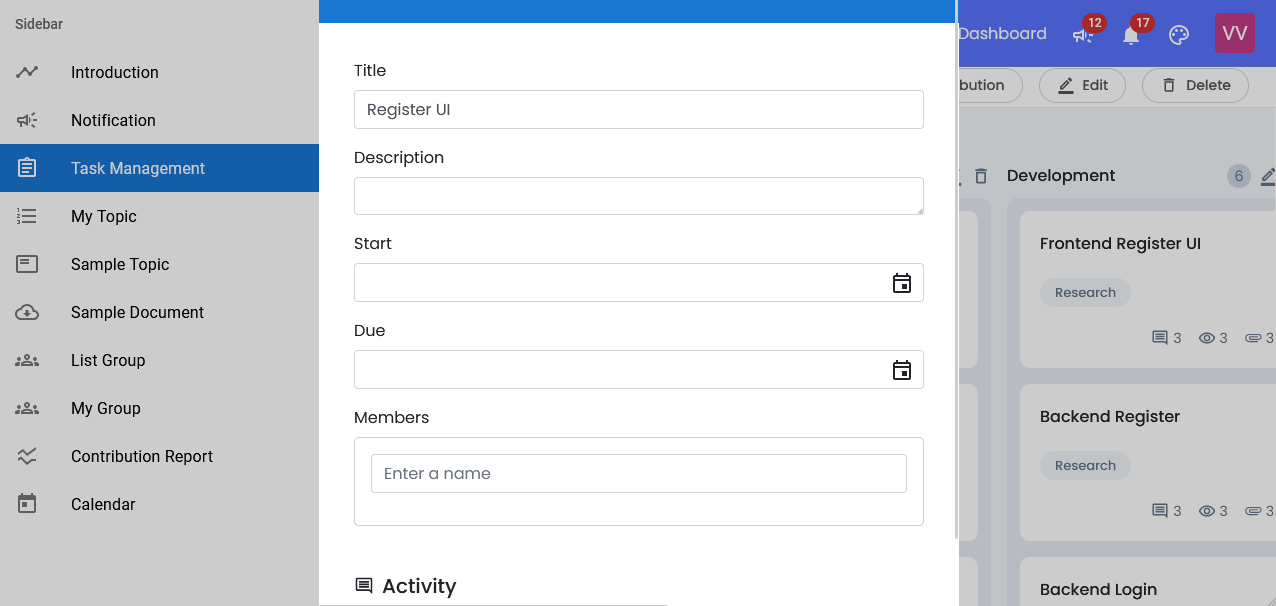 Sidebar
Introduction
Notification
Task Management
My Topic
Sample Topic
Sample Document
List Group
My Group
Contribution Report
Calendar
Title
Register UI
Description
Start
Due
Members
Enter a name
Activity
Dashboard
12
17
VV
bution
Edit
Delete
Development
6
Frontend Register UI
Research
3 3 3
Backend Register
Research
3 3 3
Backend Login